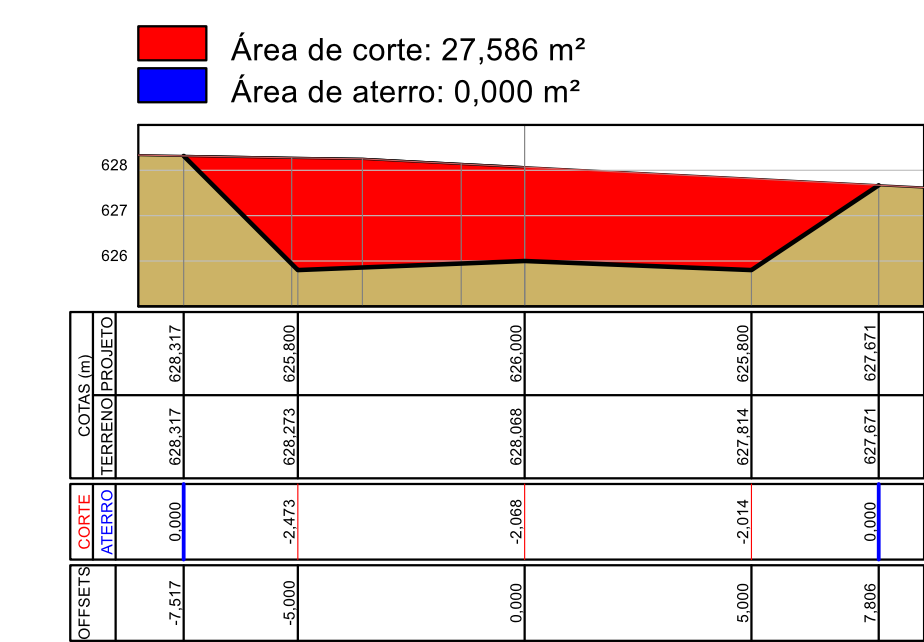 Área de corte: 27,586 m²
Área de aterro: 0,000 m²
628
627
626
COTAS (m)
PROJETO
628,317
625,800
626,000
625,800
627,671
TERRENO
628,317
628,273
628,068
627,814
627,671
CORTE
ATERRO
0,000
-2,473
-2,068
-2,014
0,000
OFFSETS
-7,517
-5,000
0,000
5,000
7,806